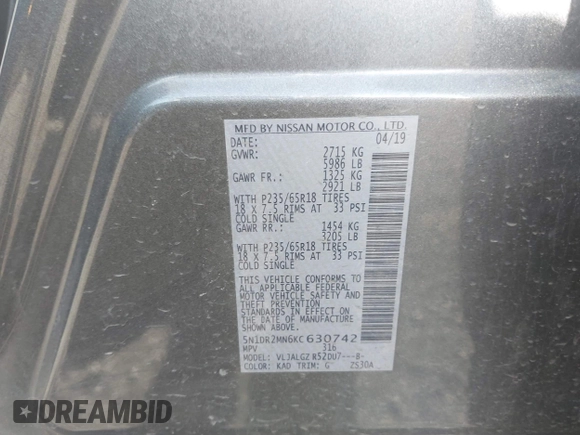 MFD BY NISSAN MOTOR CO., LTD.
DATE: 04/19
GVWR: 2715 KG
5986 LB
GAWR FR.: 1325 KG
2921 LB
WITH P235/65R18 TIRES
18 X 7.5 RIMS AT 33 PSI
COLD SINGLE
GAWR RR.: 1454 KG
3205 LB
WITH P235/65R18 TIRES
18 X 7.5 RIMS AT 33 PSI
COLD SINGLE
THIS VEHICLE CONFORMS TO
ALL APPLICABLE FEDERAL
MOTOR VEHICLE SAFETY AND
THEFT PREVENTION
STANDARDS IN EFFECT ON
THE DATE OF MANUFACTURE
SHOWN ABOVE.
5N1DR2MN6KC630742
MPV 316
MODEL: VLJALGZ R52DU7---B-
COLOR: KAD TRIM: G ZS30A
DREAMBID